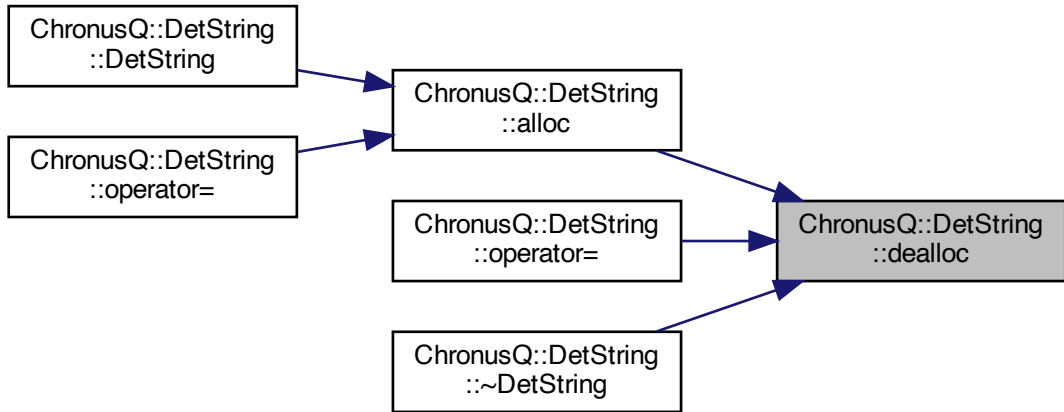 ChronusQ::DetString
::DetString
ChronusQ::DetString
::operator=
ChronusQ::DetString
::alloc
ChronusQ::DetString
::operator=
ChronusQ::DetString
::~DetString
ChronusQ::DetString
::dealloc